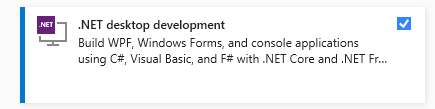 .NET
.NET desktop development
Build WPF, Windows Forms, and console applications
using C#, Visual Basic, and F# with .NET Core and .NET Fr...